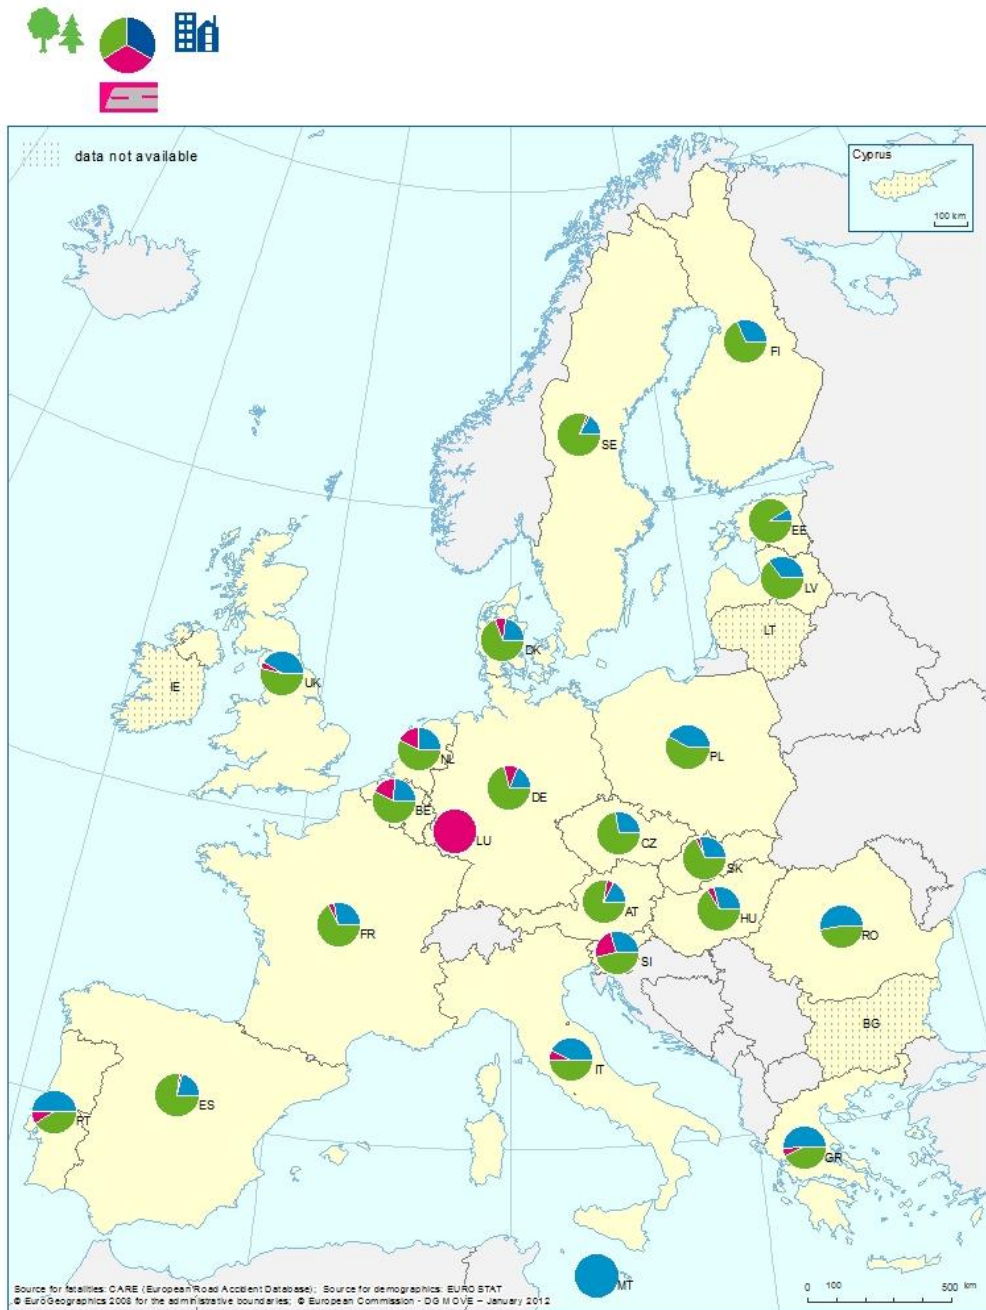 data not available
Cyprus
100 km
FI
SE
EE
LV
LT
DK
IE
UK
NL
PL
DE
BE
LU
CZ
SK
AT
HU
FR
RO
SI
BG
IT
ES
PT
GR
MT
Source for fatalities: CARE (European Road Accident Database); Source for demographics: EUROSTAT
© EuroGeographics 2008 for the administrative boundaries; © European Commission - DG MOVE – January 2012
0 100 500 km